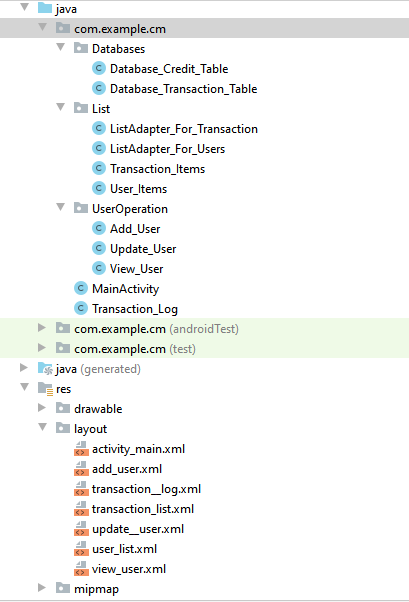 java
com.example.cm
Databases
Database_Credit_Table
Database_Transaction_Table
List
ListAdapter_For_Transaction
ListAdapter_For_Users
Transaction_Items
User_Items
UserOperation
Add_User
Update_User
View_User
MainActivity
Transaction_Log
com.example.cm (androidTest)
com.example.cm (test)
java (generated)
res
drawable
layout
activity_main.xml
add_user.xml
transaction__log.xml
transaction_list.xml
update__user.xml
user_list.xml
view_user.xml
mipmap